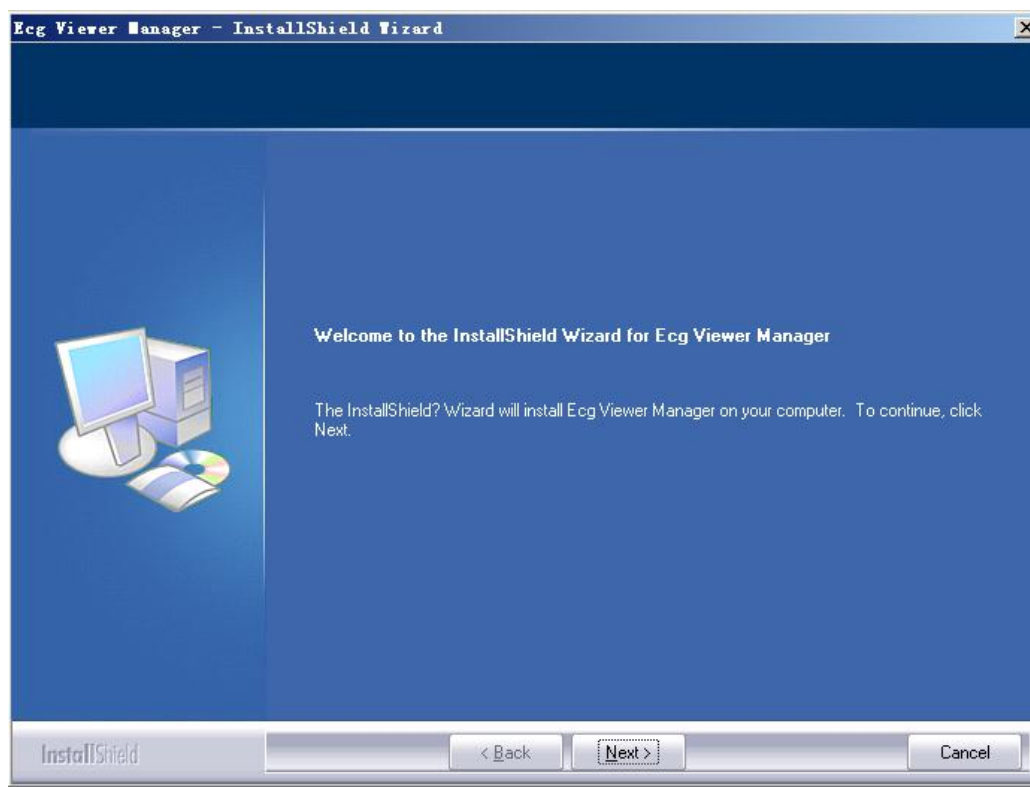 Ecg Viewer Manager - InstallShield Wizard
Welcome to the InstallShield Wizard for Ecg Viewer Manager
The InstallShield? Wizard will install Ecg Viewer Manager on your computer. To continue, click
Next.
InstallShield
< Back
Next >
Cancel